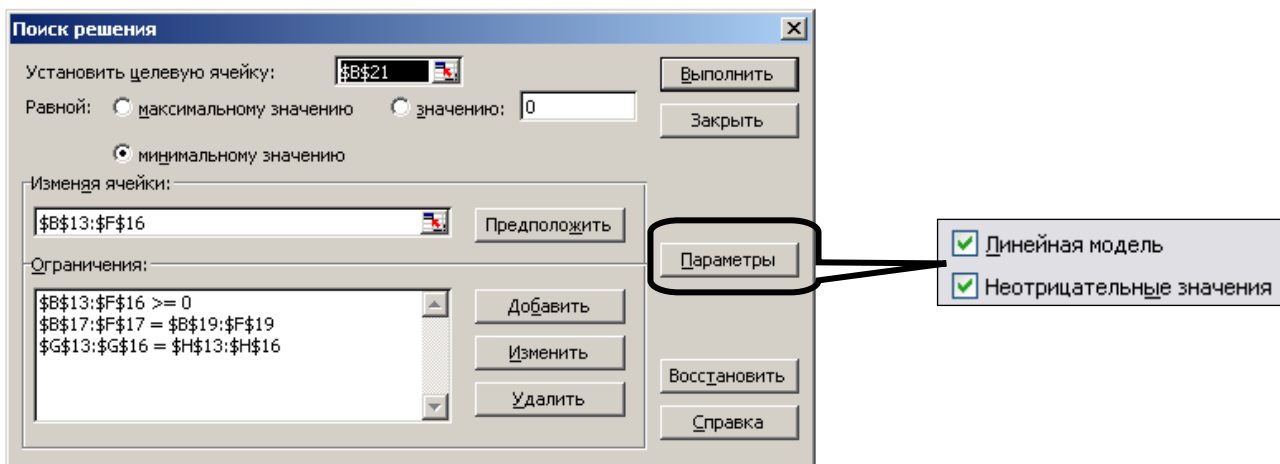 Поиск решения
Установить целевую ячейку: $B$21
Выполнить
Равной: максимальному значению значению: 0
Закрыть
минимальному значению
Изменяя ячейки:
$B$13:$F$16
Предположить
Параметры
Линейная модель
Неотрицательные значения
Ограничения:
$B$13:$F$16 >= 0
$B$17:$F$17 = $B$19:$F$19
$G$13:$G$16 = $H$13:$H$16
Добавить
Изменить
Удалить
Восстановить
Справка